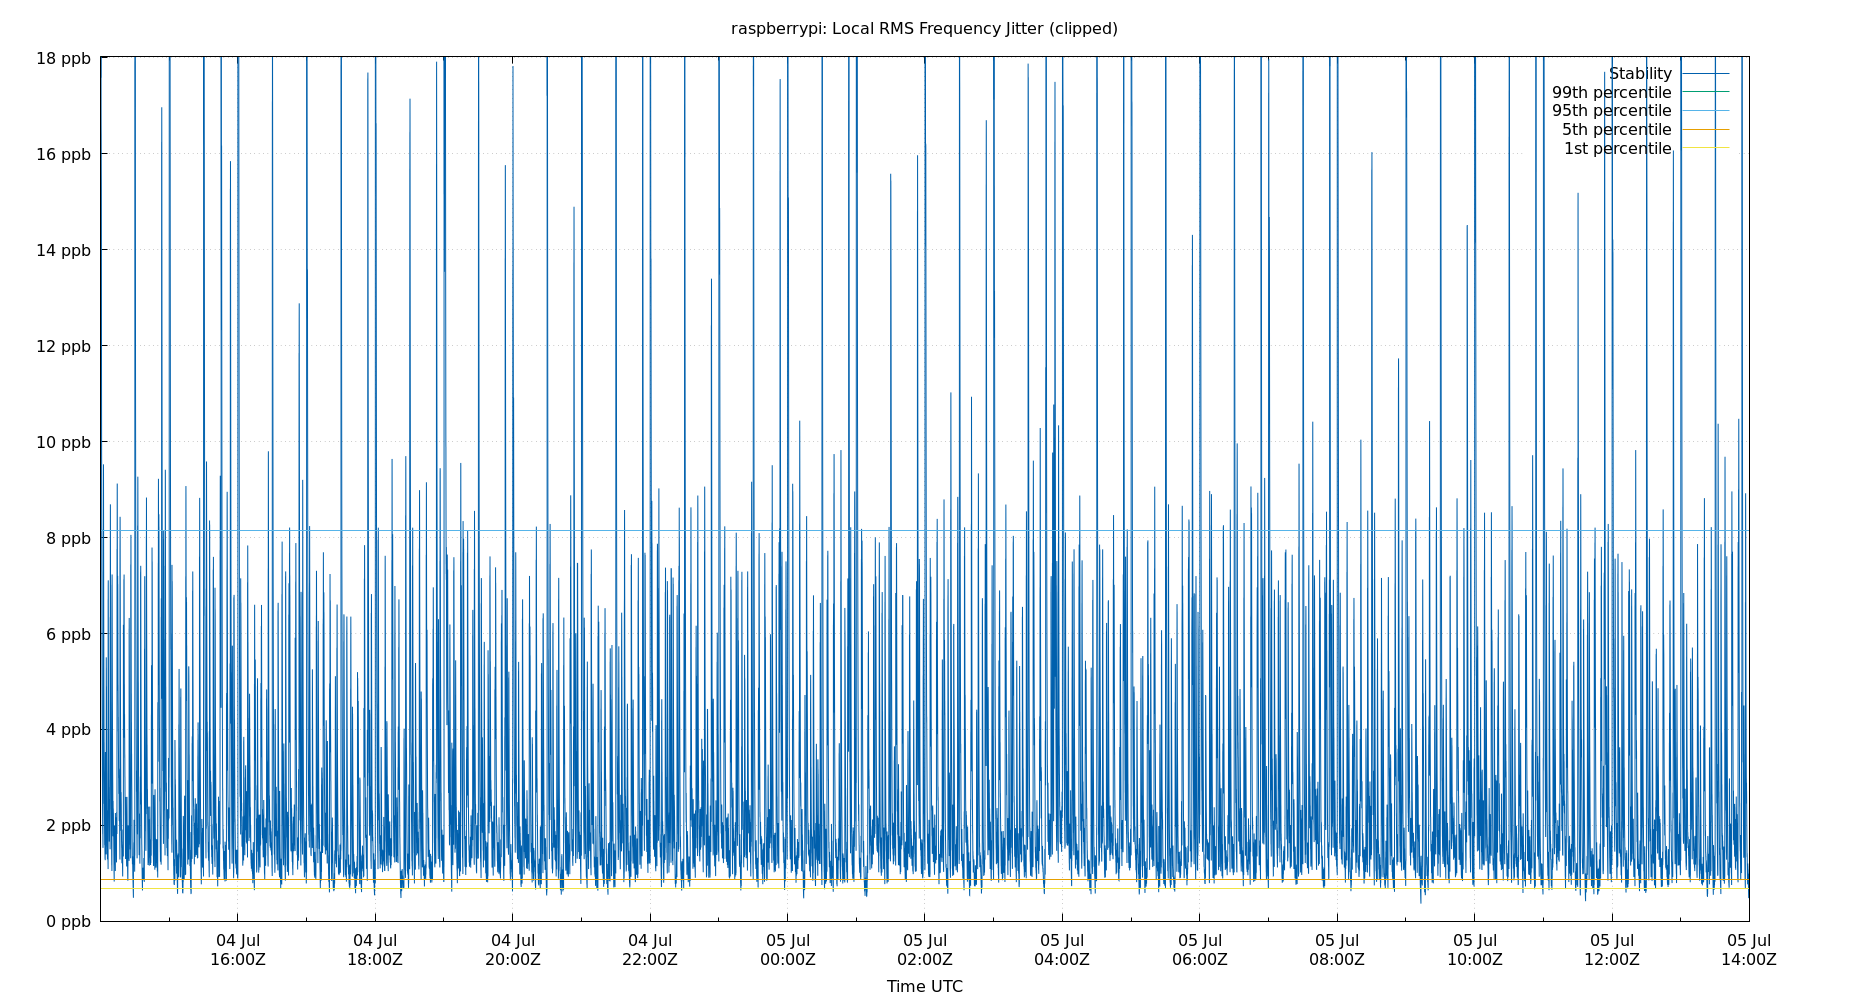 raspberrypi: Local RMS Frequency Jitter (clipped)
18 ppb
16 ppb
14 ppb
12 ppb
10 ppb
8 ppb
6 ppb
4 ppb
2 ppb
0 ppb
Stability
99th percentile
95th percentile
5th percentile
1st percentile
04 Jul 04 Jul 04 Jul 04 Jul 05 Jul 05 Jul 05 Jul 05 Jul 05 Jul 05 Jul 05 Jul 05 Jul
16:00Z 18:00Z 20:00Z 22:00Z 00:00Z 02:00Z 04:00Z 06:00Z 08:00Z 10:00Z 12:00Z 14:00Z
Time UTC